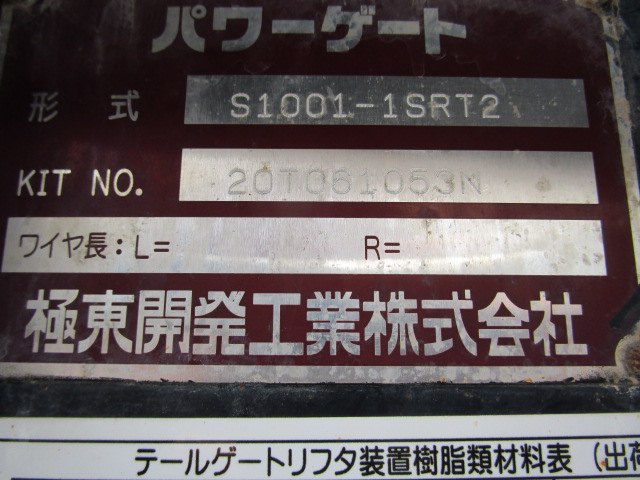 パワーゲート
形式 S1001-1SRT2
KIT NO. 20T061053N
ワイヤ長：L= R=
極東開発工業株式会社
テールゲートリフタ装置樹脂類材料表（出荷